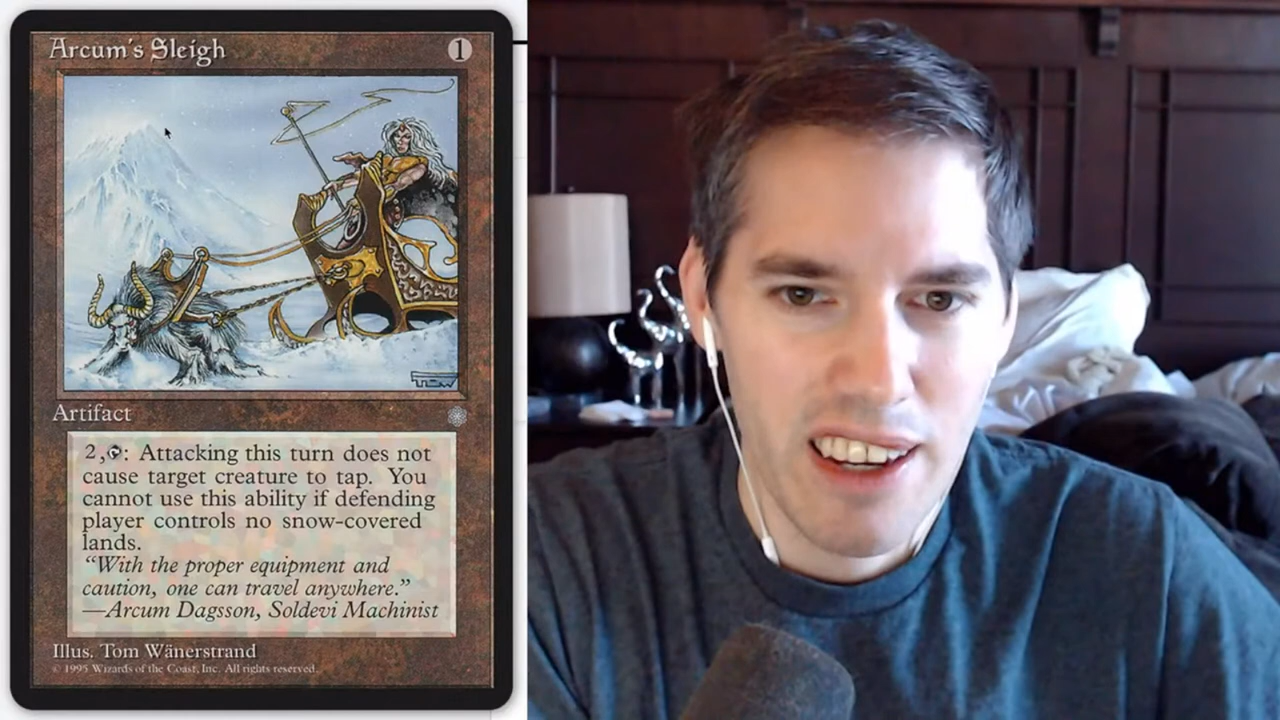 Arcum's Sleigh
1
Artifact
2, : Attacking this turn does not
cause target creature to tap. You
cannot use this ability if defending
player controls no snow-covered
lands.
“With the proper equipment and
caution, one can travel anywhere.”
—Arcum Dagsson, Soldevi Machinist
Illus. Tom Wänerstrand
© 1995 Wizards of the Coast, Inc. All rights reserved.